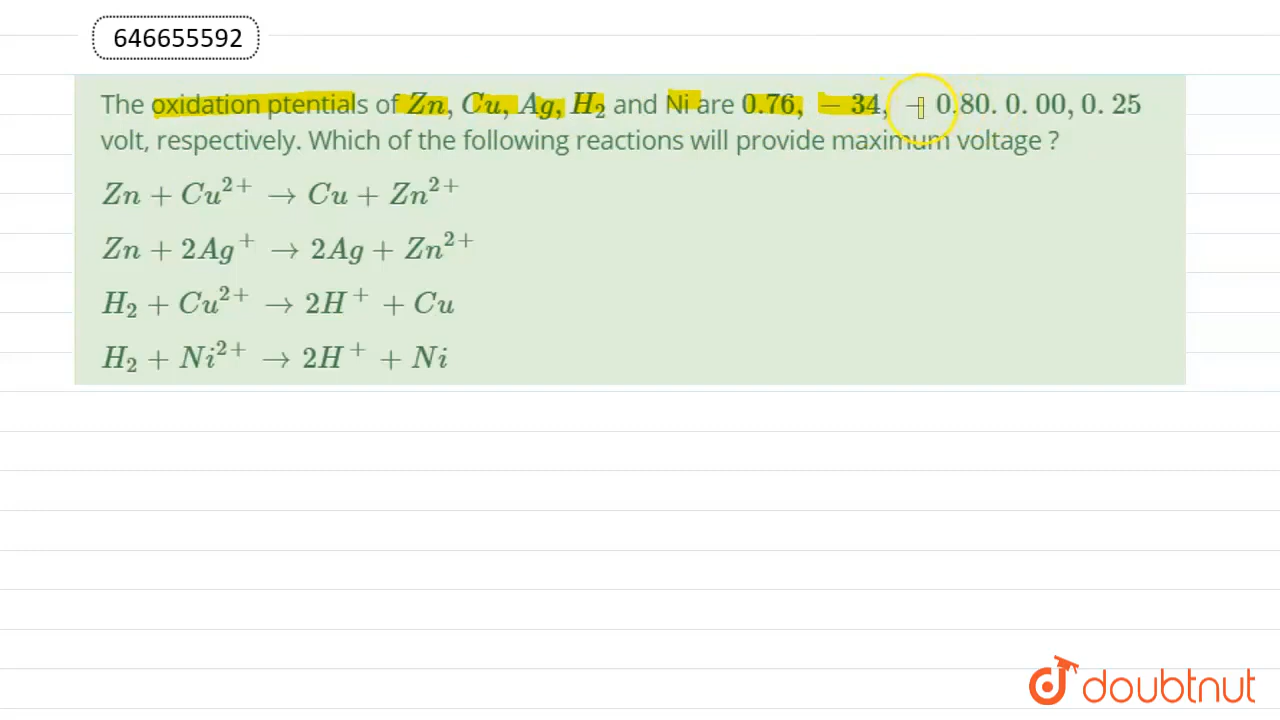 646655592
The oxidation ptentials of Zn, Cu, Ag, H₂ and Ni are 0.76, − 34, − 0.80. 0. 00, 0. 25
volt, respectively. Which of the following reactions will provide maximum voltage ?
Zn + Cu²⁺ → Cu + Zn²⁺
Zn + 2Ag⁺ → 2Ag + Zn²⁺
H₂ + Cu²⁺ → 2H⁺ + Cu
H₂ + Ni²⁺ → 2H⁺ + Ni
doubtnut